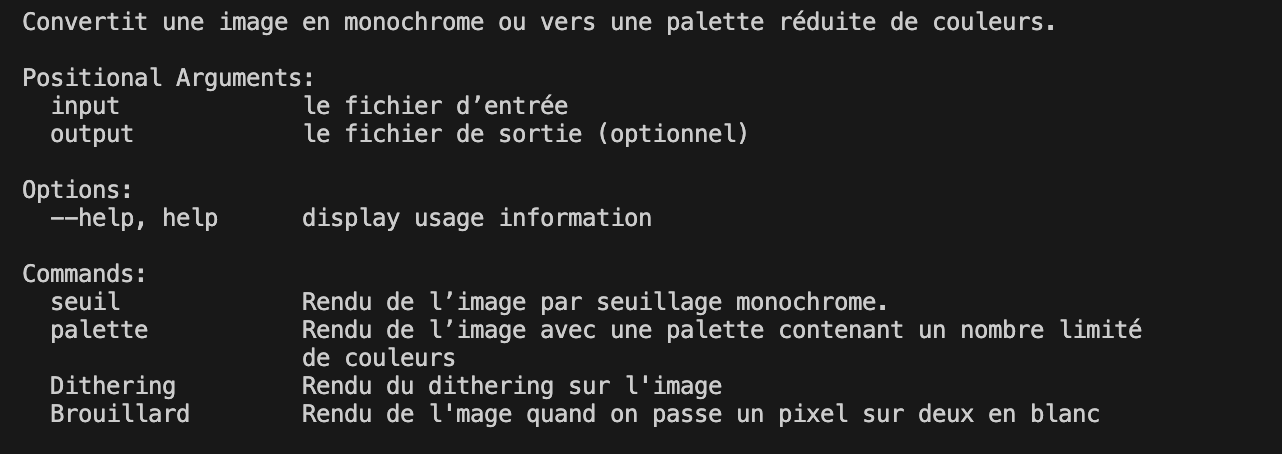 Convertit une image en monochrome ou vers une palette réduite de couleurs.
Positional Arguments:
input le fichier d’entrée
output le fichier de sortie (optionnel)
Options:
--help, help display usage information
Commands:
seuil Rendu de l’image par seuillage monochrome.
palette Rendu de l’image avec une palette contenant un nombre limité
de couleurs
Dithering Rendu du dithering sur l'image
Brouillard Rendu de l'mage quand on passe un pixel sur deux en blanc